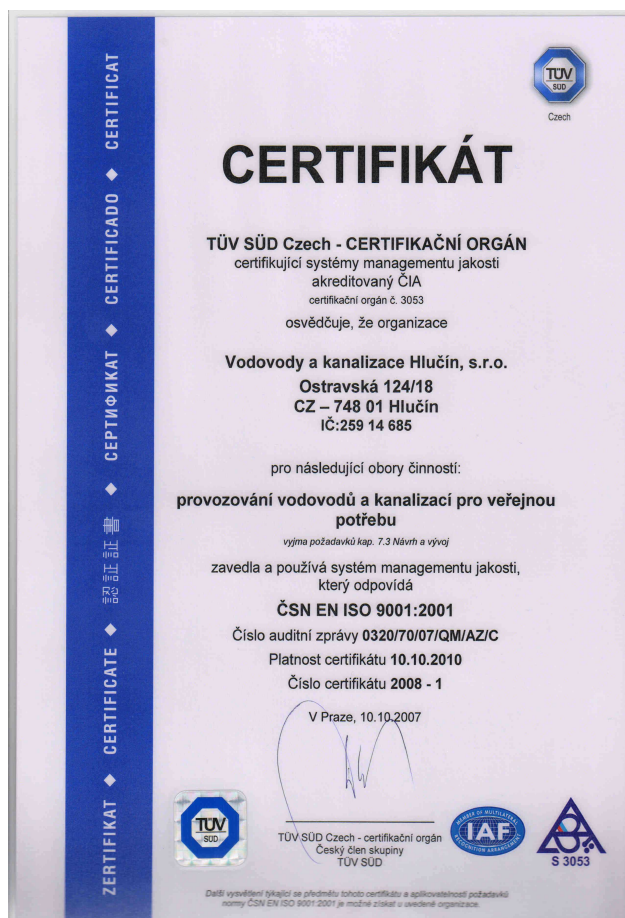 TÜV
SÜD
Czech
CERTIFIKÁT
TÜV SÜD Czech - CERTIFIKAČNÍ ORGÁN
certifikující systémy managementu jakosti
akreditovaný ČIA
certifikační orgán č. 3053
osvědčuje, že organizace
Vodovody a kanalizace Hlučín, s.r.o.
Ostravská 124/18
CZ – 748 01 Hlučín
IČ:259 14 685
pro následující obory činností:
provozování vodovodů a kanalizací pro veřejnou
potřebu
vyjma požadavků kap. 7.3 Návrh a vývoj
zavedla a používá systém managementu jakosti,
který odpovídá
ČSN EN ISO 9001:2001
Číslo auditní zprávy 0320/70/07/QM/AZ/C
Platnost certifikátu 10.10.2010
Číslo certifikátu 2008 - 1
V Praze, 10.10.2007
TÜV SÜD Czech - certifikační orgán
Český člen skupiny
TÜV SÜD
TÜV
SÜD
MEMBER OF MULTILATERAL
IAF
RECOGNITION ARRANGEMENT
S 3053
Další vysvětlení týkající se předmětu tohoto certifikátu a aplikovatelnosti požadavků
normy ČSN EN ISO 9001:2001 je možné získat u uvedené organizace.
ZERTIFIKAT ◆ CERTIFICATE ◆ 認証証書 ◆ СЕРТИФИКАТ ◆ CERTIFICADO ◆ CERTIFICAT